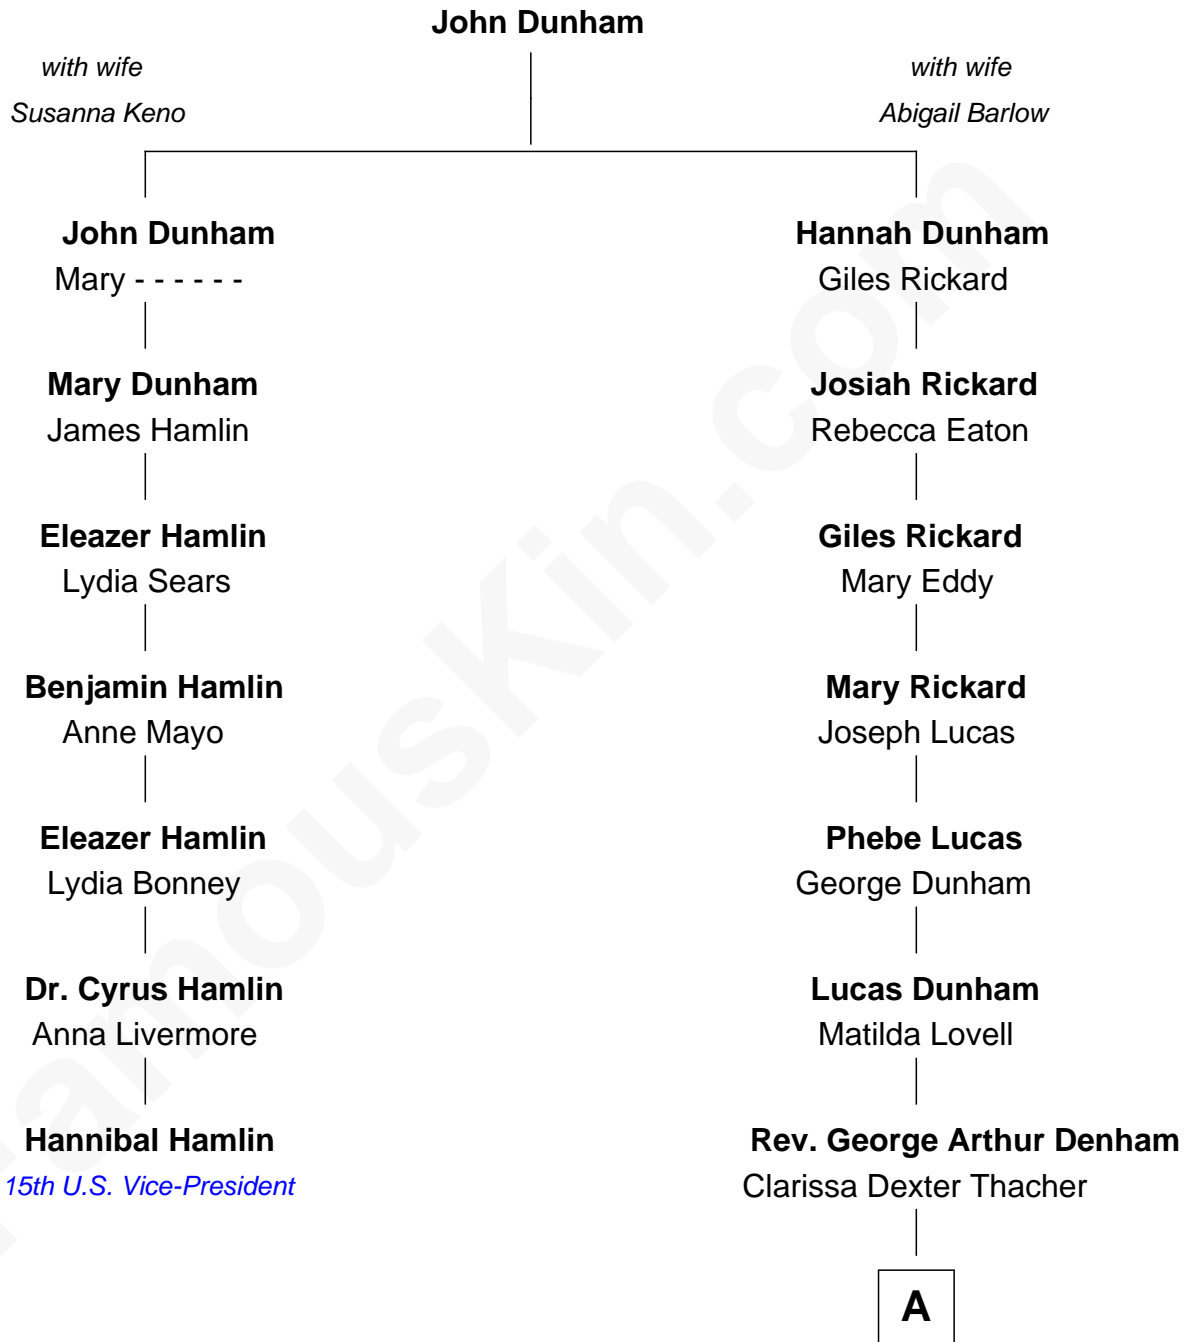 John Dunham
with wife
Susanna Keno
with wife
Abigail Barlow
John Dunham
Mary - - - - - -
Hannah Dunham
Giles Rickard
Mary Dunham
James Hamlin
Josiah Rickard
Rebecca Eaton
Eleazer Hamlin
Lydia Sears
Giles Rickard
Mary Eddy
Benjamin Hamlin
Anne Mayo
Mary Rickard
Joseph Lucas
Eleazer Hamlin
Lydia Bonney
Phebe Lucas
George Dunham
Dr. Cyrus Hamlin
Anna Livermore
Lucas Dunham
Matilda Lovell
Hannibal Hamlin
15th U.S. Vice-President
Rev. George Arthur Denham
Clarissa Dexter Thacher
A
FamousKin.com